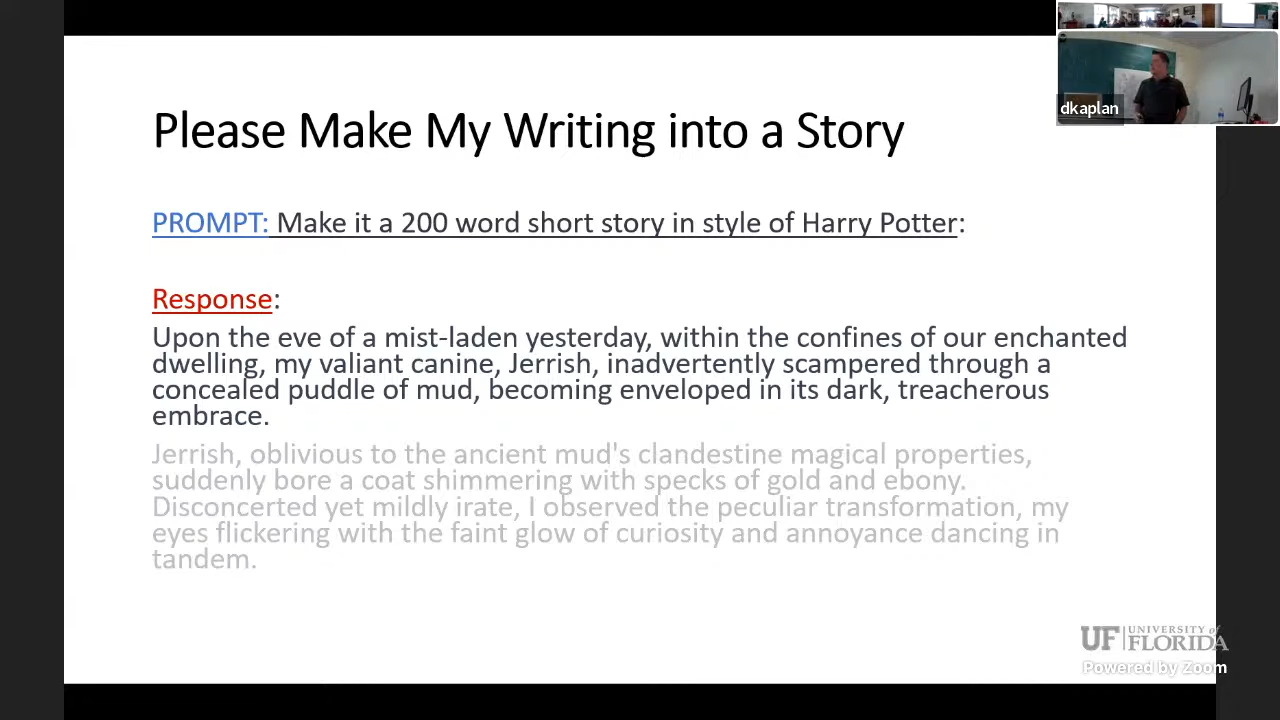 dkaplan
Please Make My Writing into a Story
PROMPT: Make it a 200 word short story in style of Harry Potter:
Response:
Upon the eve of a mist-laden yesterday, within the confines of our enchanted
dwelling, my valiant canine, Jerrish, inadvertently scampered through a
concealed puddle of mud, becoming enveloped in its dark, treacherous
embrace.
Jerrish, oblivious to the ancient mud's clandestine magical properties,
suddenly bore a coat shimmering with specks of gold and ebony.
Disconcerted yet mildly irate, I observed the peculiar transformation, my
eyes flickering with the faint glow of curiosity and annoyance dancing in
tandem.
UF UNIVERSITY of
FLORIDA
Powered by Zoom